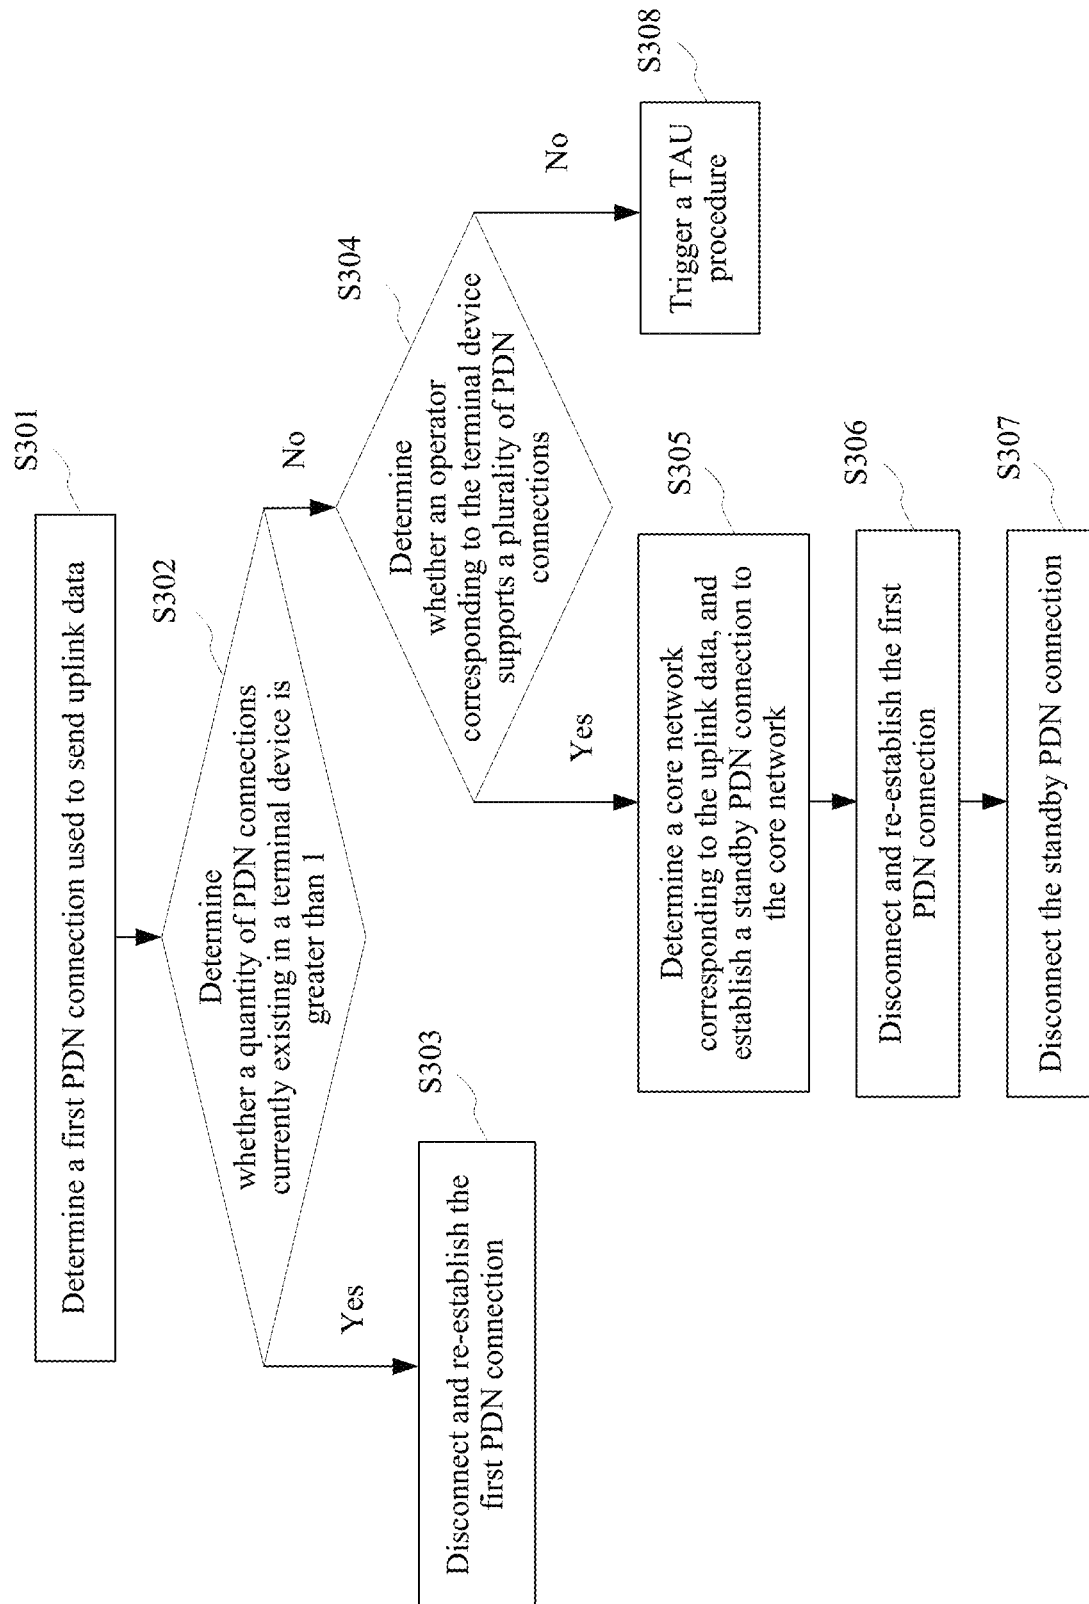 S301
Determine a first PDN connection used to send uplink data
S302
Determine
whether a quantity of PDN connections
currently existing in a terminal device is
greater than 1
Yes
No
S303
Disconnect and re-establish the
first PDN connection
S304
Determine
whether an operator
corresponding to the terminal device
supports a plurality of PDN
connections
Yes
No
S305
Determine a core network
corresponding to the uplink data, and
establish a standby PDN connection to
the core network
S308
Trigger a TAU
procedure
S306
Disconnect and re-establish the first
PDN connection
S307
Disconnect the standby PDN connection